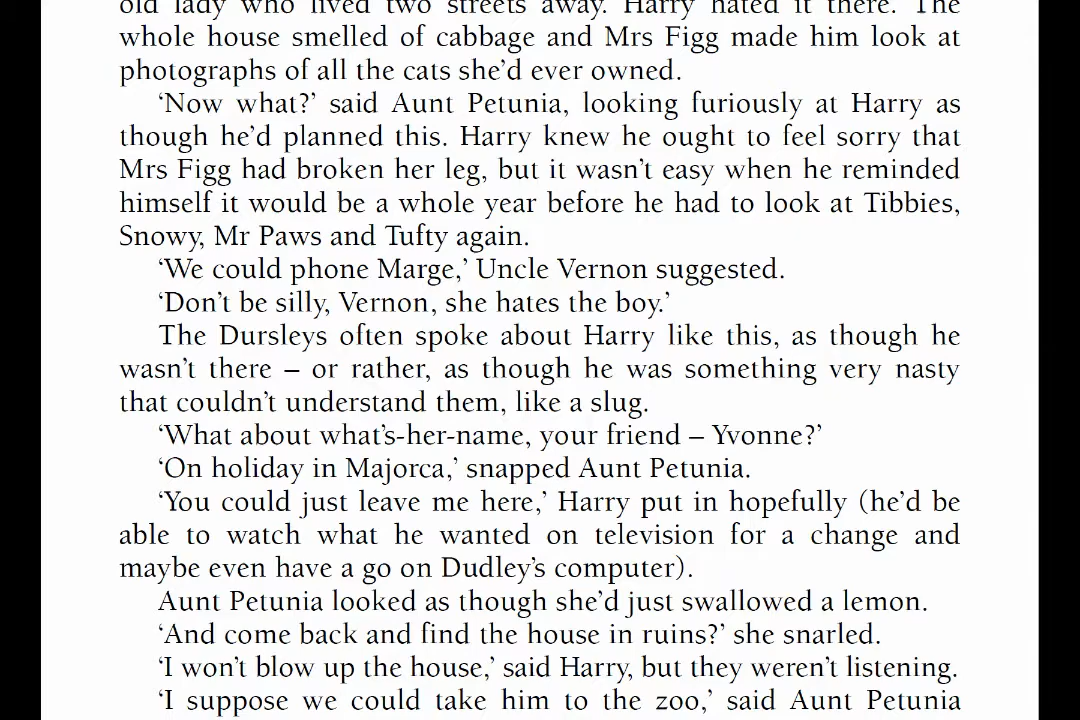 old lady who lived two streets away. Harry hated it there. The
whole house smelled of cabbage and Mrs Figg made him look at
photographs of all the cats she’d ever owned.
‘Now what?’ said Aunt Petunia, looking furiously at Harry as
though he’d planned this. Harry knew he ought to feel sorry that
Mrs Figg had broken her leg, but it wasn’t easy when he reminded
himself it would be a whole year before he had to look at Tibbies,
Snowy, Mr Paws and Tufty again.
‘We could phone Marge,’ Uncle Vernon suggested.
‘Don’t be silly, Vernon, she hates the boy.’
The Dursleys often spoke about Harry like this, as though he
wasn’t there – or rather, as though he was something very nasty
that couldn’t understand them, like a slug.
‘What about what’s-her-name, your friend – Yvonne?’
‘On holiday in Majorca,’ snapped Aunt Petunia.
‘You could just leave me here,’ Harry put in hopefully (he’d be
able to watch what he wanted on television for a change and
maybe even have a go on Dudley’s computer).
Aunt Petunia looked as though she’d just swallowed a lemon.
‘And come back and find the house in ruins?’ she snarled.
‘I won’t blow up the house,’ said Harry, but they weren’t listening.
‘I suppose we could take him to the zoo,’ said Aunt Petunia